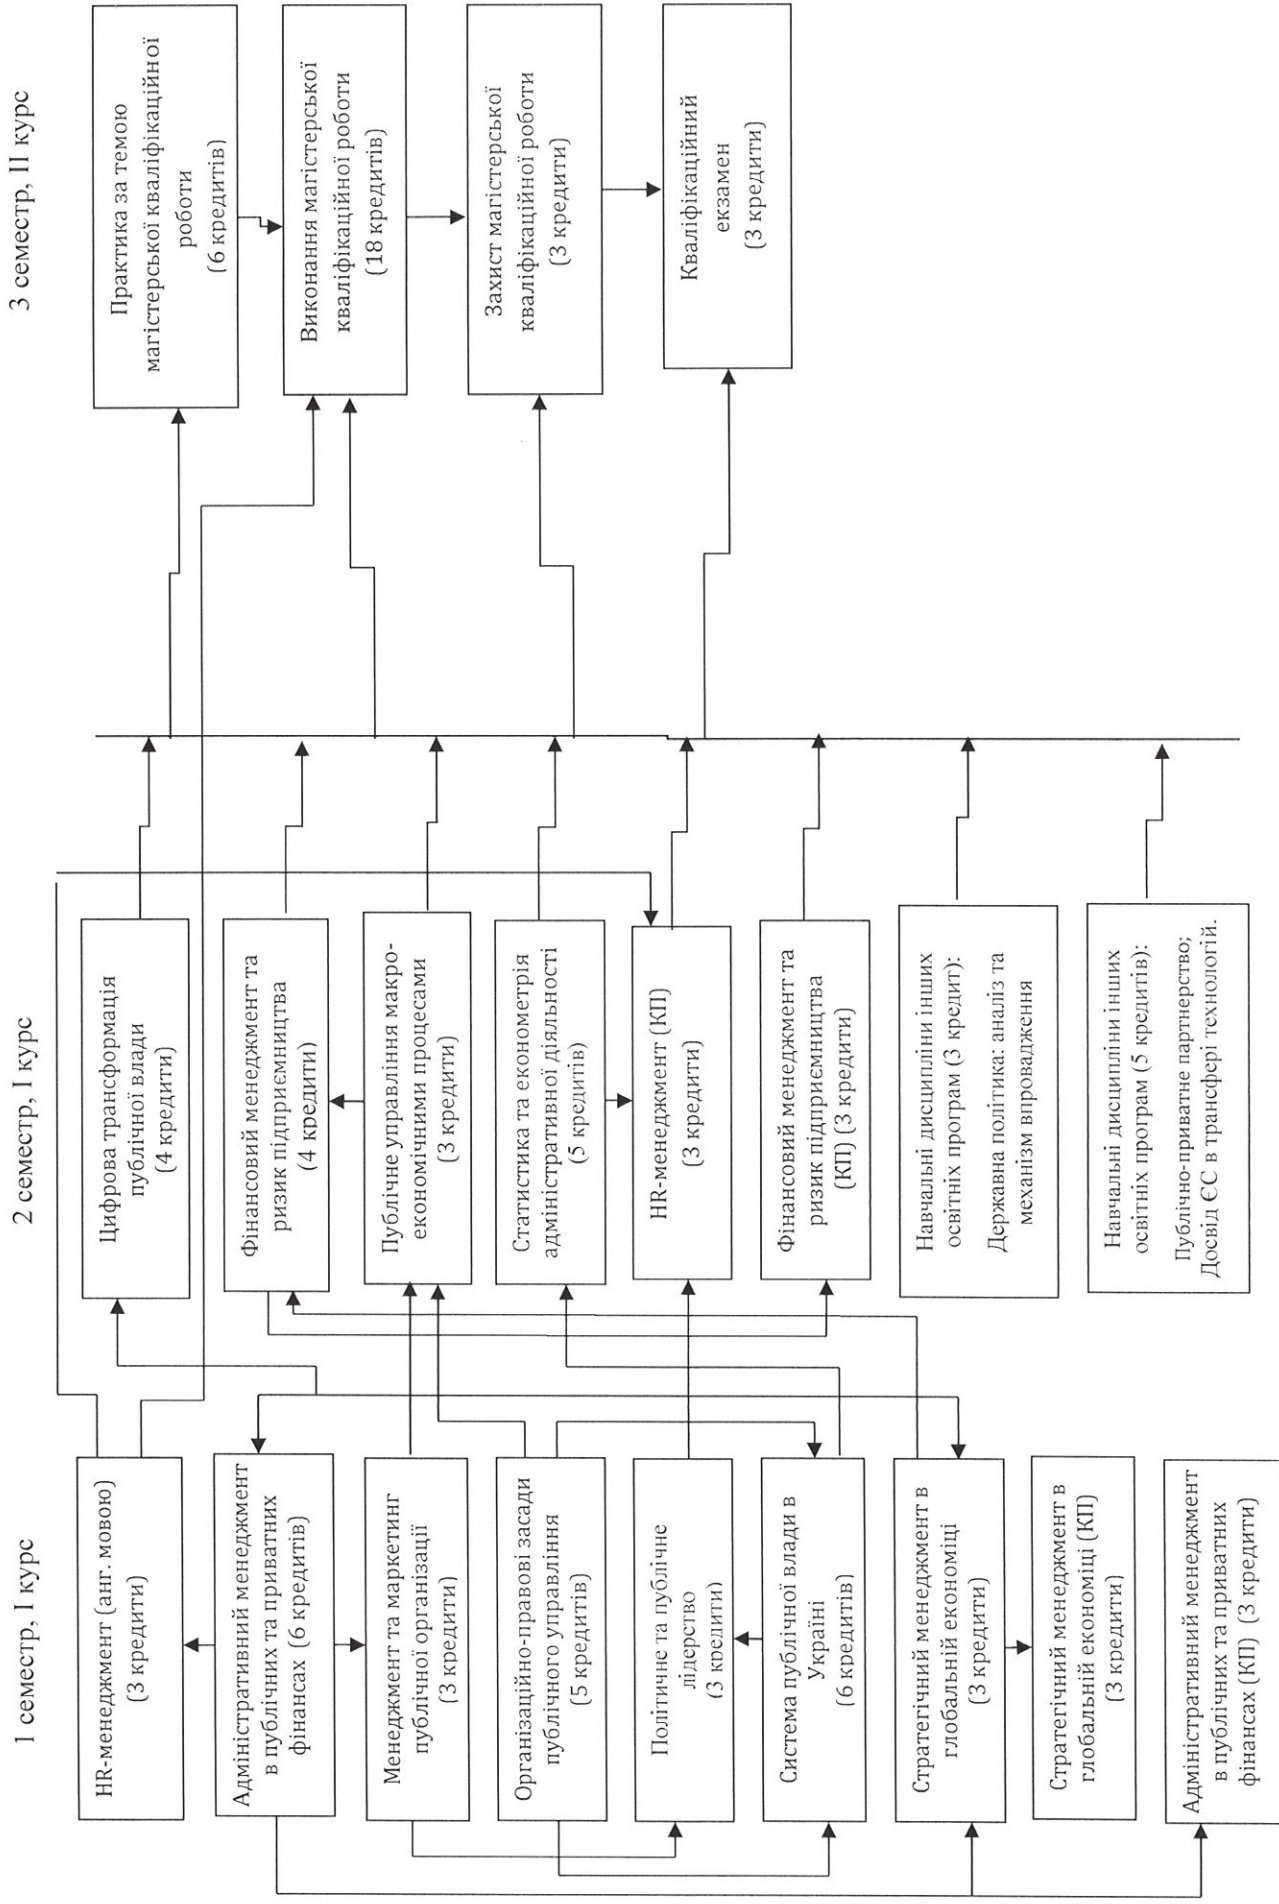 1 семестр, І курс
HR-менеджмент (анг. мовою)
(3 кредити)
Адміністративний менеджмент
в публічних та приватних
фінансах (6 кредитів)
Менеджмент та маркетинг
публічної організації
(3 кредити)
Організаційно-правові засади
публічного управління
(5 кредитів)
Політичне та публічне
лідерство
(3 кредити)
Система публічної влади в
Україні
(6 кредитів)
Стратегічний менеджмент в
глобальній економіці
(3 кредити)
Стратегічний менеджмент в
глобальній економіці (КП)
(3 кредити)
Адміністративний менеджмент
в публічних та приватних
фінансах (КП) (3 кредити)
2 семестр, І курс
Цифрова трансформація
публічної влади
(4 кредити)
Фінансовий менеджмент та
ризик підприємництва
(4 кредити)
Публічне управління макро-
економічними процесами
(3 кредити)
Статистика та економетрія
адміністративної діяльності
(5 кредитів)
HR-менеджмент (КП)
(3 кредити)
Фінансовий менеджмент та
ризик підприємництва
(КП) (3 кредити)
Навчальні дисципліни інших
освітніх програм (3 кредит):
Державна політика: аналіз та
механізм впровадження
Навчальні дисципліни інших
освітніх програм (5 кредитів):
Публічно-приватне партнерство;
Досвід ЄС в трансфері технологій.
3 семестр, ІІ курс
Практика за темою
магістерської кваліфікаційної
роботи
(6 кредитів)
Виконання магістерської
кваліфікаційної роботи
(18 кредитів)
Захист магістерської
кваліфікаційної роботи
(3 кредити)
Кваліфікаційний
екзамен
(3 кредити)